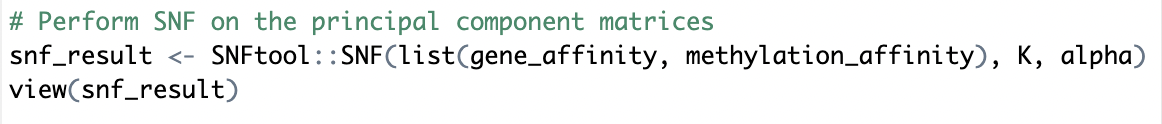 # Perform SNF on the principal component matrices
snf_result <- SNFtool::SNF(list(gene_affinity, methylation_affinity), K, alpha)
view(snf_result)